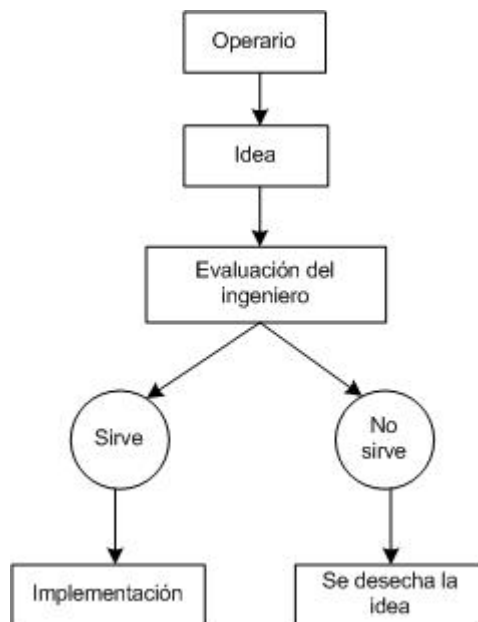 Operario
Idea
Evaluación del
ingeniero
Sirve
No
sirve
Implementación
Se desecha la
idea